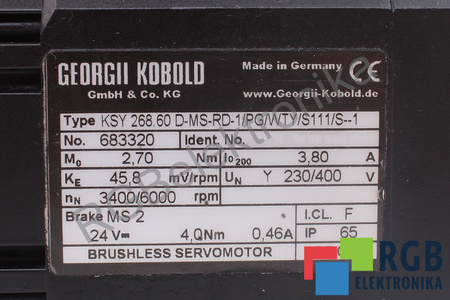 GEORGII KOBOLD
GmbH & Co. KG
Made in Germany CE
www.Georgii-Kobold.de
Type KSY 268.60 D-MS-RD-1/PG/WTY/S111/S--1
No. 683320 Ident. No.
M0 2,70 Nm I0 200 3,80 A
KE 45,8 mV/rpm UN Y 230/400 V
nN 3400/6000 rpm
Brake MS 2 I.CL. F
24 V 4,0Nm 0,46A IP 65
BRUSHLESS SERVOMOTOR
RGB
ELEKTRONIKA
RGBelektronika